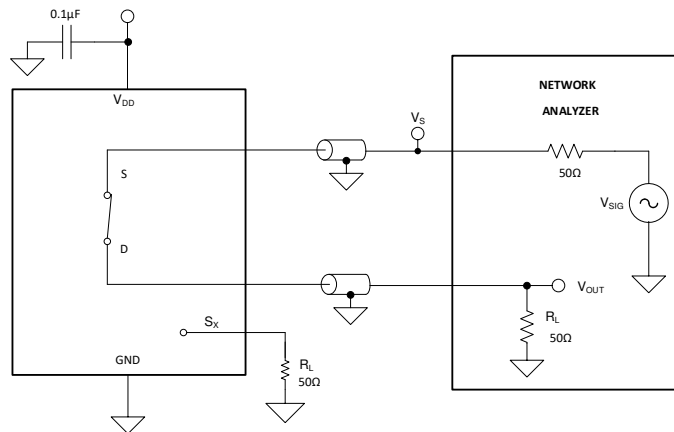 0.1µF
V_DD
NETWORK
ANALYZER
V_S
S
50Ω
V_SIG
D
V_OUT
S_X
R_L
50Ω
GND
R_L
50Ω